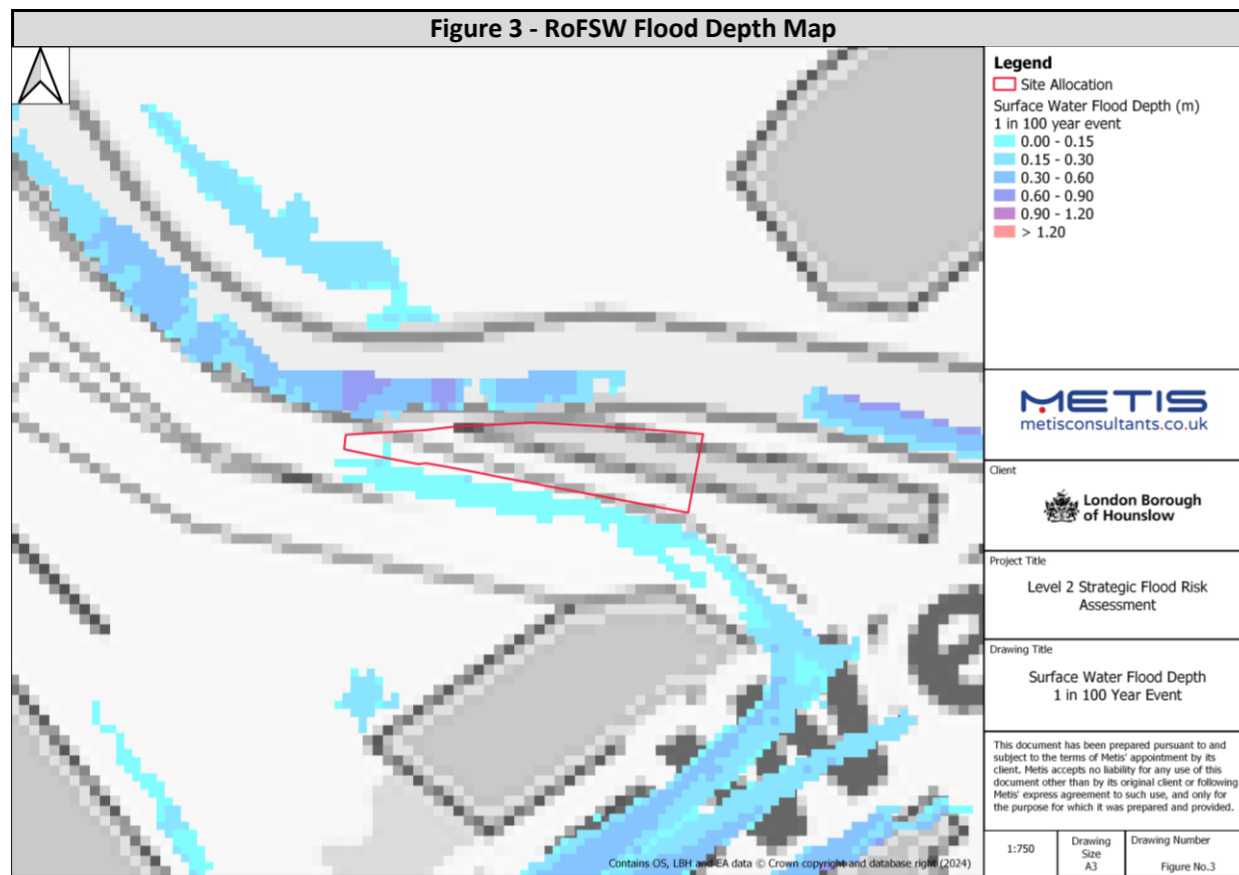 Figure 3 - RoFSW Flood Depth Map
Legend
Site Allocation
Surface Water Flood Depth (m)
1 in 100 year event
0.00 - 0.15
0.15 - 0.30
0.30 - 0.60
0.60 - 0.90
0.90 - 1.20
> 1.20
METIS
metisconsultants.co.uk
Client
London Borough
of Hounslow
Project Title
Level 2 Strategic Flood Risk
Assessment
Drawing Title
Surface Water Flood Depth
1 in 100 Year Event
This document has been prepared pursuant to and
subject to the terms of Metis' appointment by its
client. Metis accepts no liability for any use of this
document other than by its original client or following
Metis' express agreement to such use, and only for
the purpose for which it was prepared and provided.
1:750
Drawing
Size
A3
Drawing Number
Figure No.3
Contains OS, LBH and EA data © Crown copyright and database right (2024)